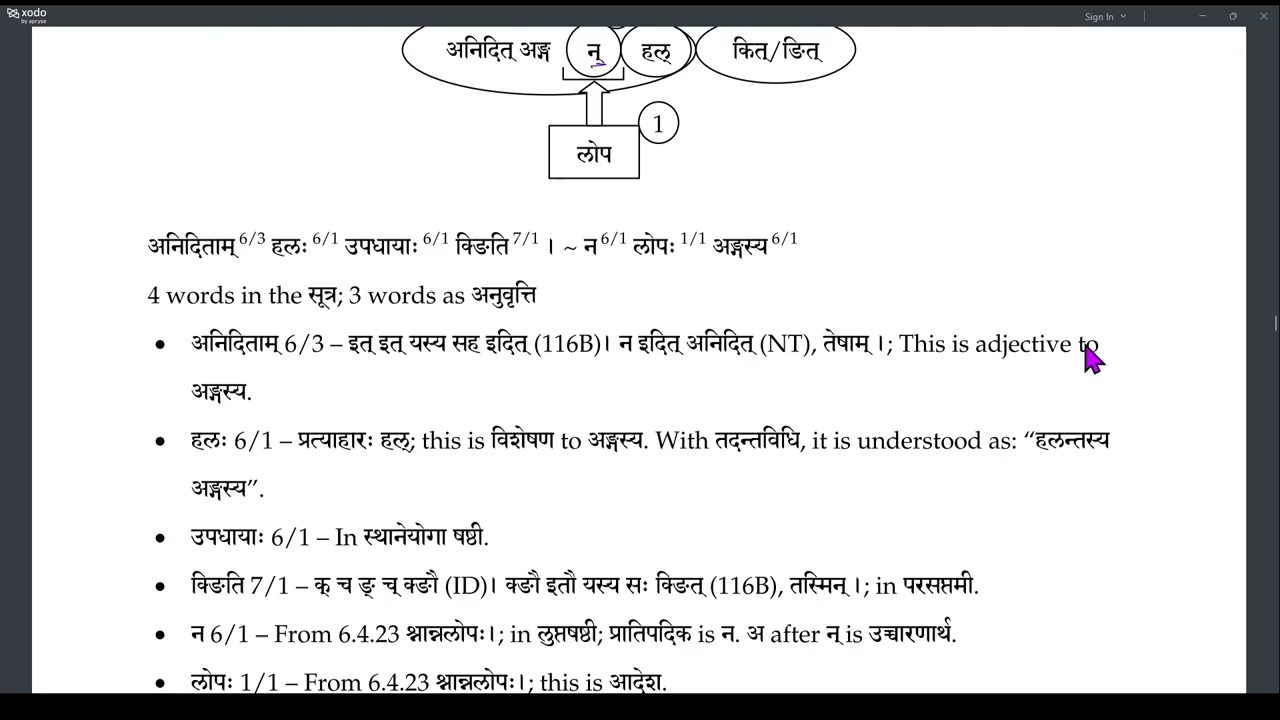 xodo
by apryse
Sign In
अनिदित् अङ्ग न् हल् कित्/ङित्
1
लोप
अनिदिताम् 6/3 हलः 6/1 उपधायाः 6/1 क्ङिति 7/1 । ~ न 6/1 लोपः 1/1 अङ्गस्य 6/1
4 words in the सूत्र; 3 words as अनुवृत्ति
• अनिदिताम् 6/3 – इत् इत् यस्य सह इदित् (116B)। न इदित् अनिदित् (NT), तेषाम् ।; This is adjective to
अङ्गस्य.
• हलः 6/1 – प्रत्याहारः हल्; this is विशेषण to अङ्गस्य. With तदन्तविधि, it is understood as: “हलन्तस्य
अङ्गस्य”.
• उपधायाः 6/1 – In स्थानेयोगा षष्ठी.
• क्ङिति 7/1 – क् च ङ् च् क्ङौ (ID)। क्ङौ इतौ यस्य सः क्ङित् (116B), तस्मिन् ।; in परसप्तमी.
• न 6/1 – From 6.4.23 श्नान्नलोपः।; in लुप्तषष्ठी; प्रातिपदिक is न. अ after न् is उच्चारणार्थ.
• लोपः 1/1 – From 6.4.23 श्नान्नलोपः।; this is आदेश.